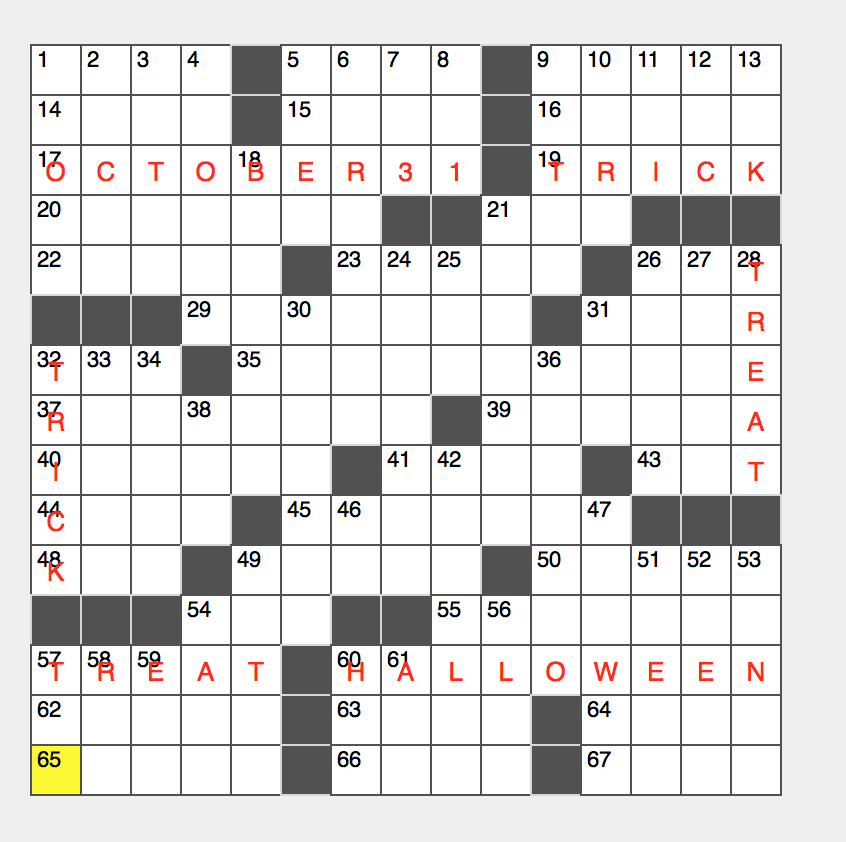 1 2 3 4 5 6 7 8 9 10 11 12 13
14 15 16
17 18 19
O C T O B E R 3 1 T R I C K
20 21
22 23 24 25 26 27 28
T
29 30 31
R
32 33 34 35 36
T E
37 38 39
R A
40 41 42 43
I T
44 45 46 47
C
48 49 50 51 52 53
K
54 55 56
57 58 59 60 61
T R E A T H A L L O W E E N
62 63 64
65 66 67